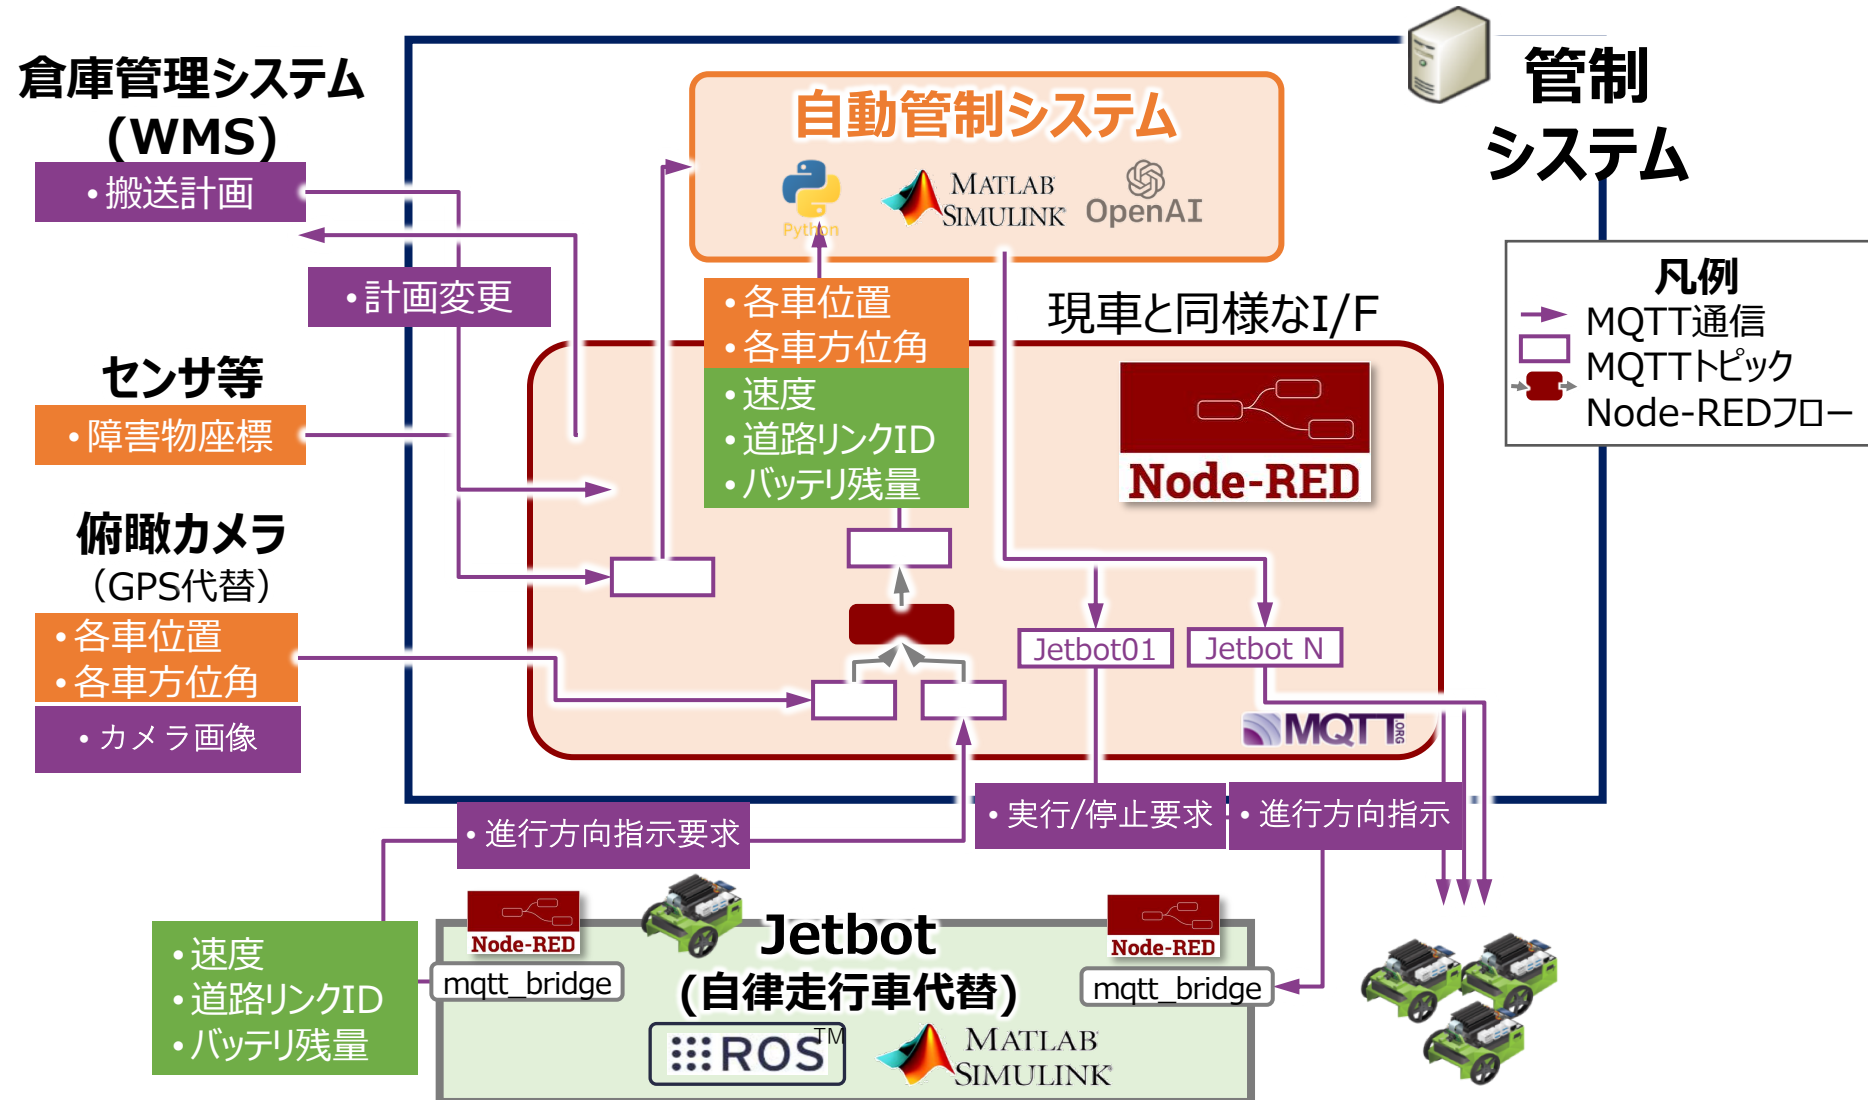 倉庫管理システム
(WMS)
•搬送計画
•計画変更
センサ等
•障害物座標
俯瞰カメラ
（GPS代替）
•各車位置
•各車方位角
•カメラ画像
管制
システム
自動管制システム
Python
MATLAB
SIMULINK
OpenAI
•各車位置
•各車方位角
•速度
•道路リンクID
•バッテリ残量
現車と同様なI/F
Node-RED
凡例
MQTT通信
MQTTトピック
Node-REDフロー
Jetbot01
Jetbot N
MQTT.ORG
•進行方向指示要求
•実行/停止要求
•進行方向指示
•速度
•道路リンクID
•バッテリ残量
Node-RED
mqtt_bridge
Jetbot
(自律走行車代替)
Node-RED
mqtt_bridge
ROS TM
MATLAB
SIMULINK